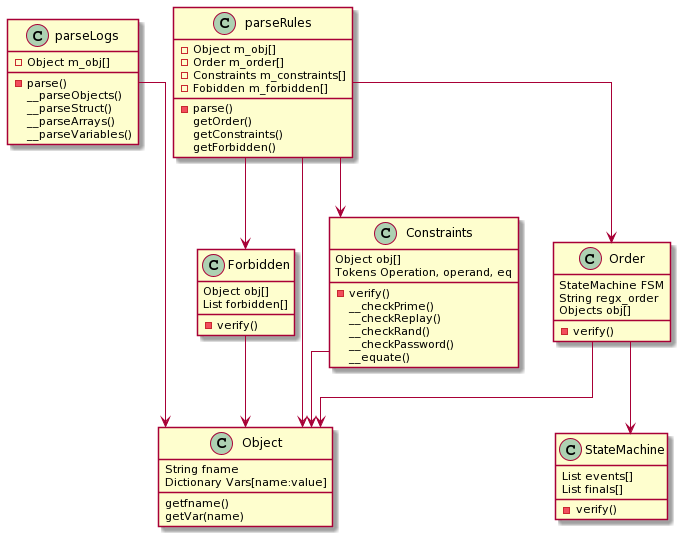 C parseLogs
Object m_obj[]
parse()
__parseObjects()
__parseStruct()
__parseArrays()
__parseVariables()
C parseRules
Object m_obj[]
Order m_order[]
Constraints m_constraints[]
Fobidden m_forbidden[]
parse()
getOrder()
getConstraints()
getForbidden()
C Forbidden
Object obj[]
List forbidden[]
verify()
C Constraints
Object obj[]
Tokens Operation, operand, eq
verify()
__checkPrime()
__checkReplay()
__checkRand()
__checkPassword()
__equate()
C Order
StateMachine FSM
String regx_order
Objects obj[]
verify()
C Object
String fname
Dictionary Vars[name:value]
getfname()
getVar(name)
C StateMachine
List events[]
List finals[]
verify()